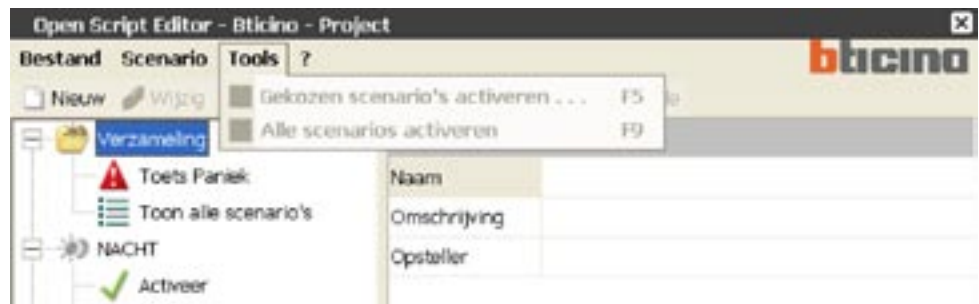 Open Script Editor - Bticino - Project
Bestand Scenario Tools ?
bticino
Nieuw Wijzig
Gekozen scenario's activeren . . . F5
Alle scenarios activeren F9
Verzameling
Toets Paniek
Toon alle scenario's
NACHT
Activeer
Naam
Omschrijving
Opsteller